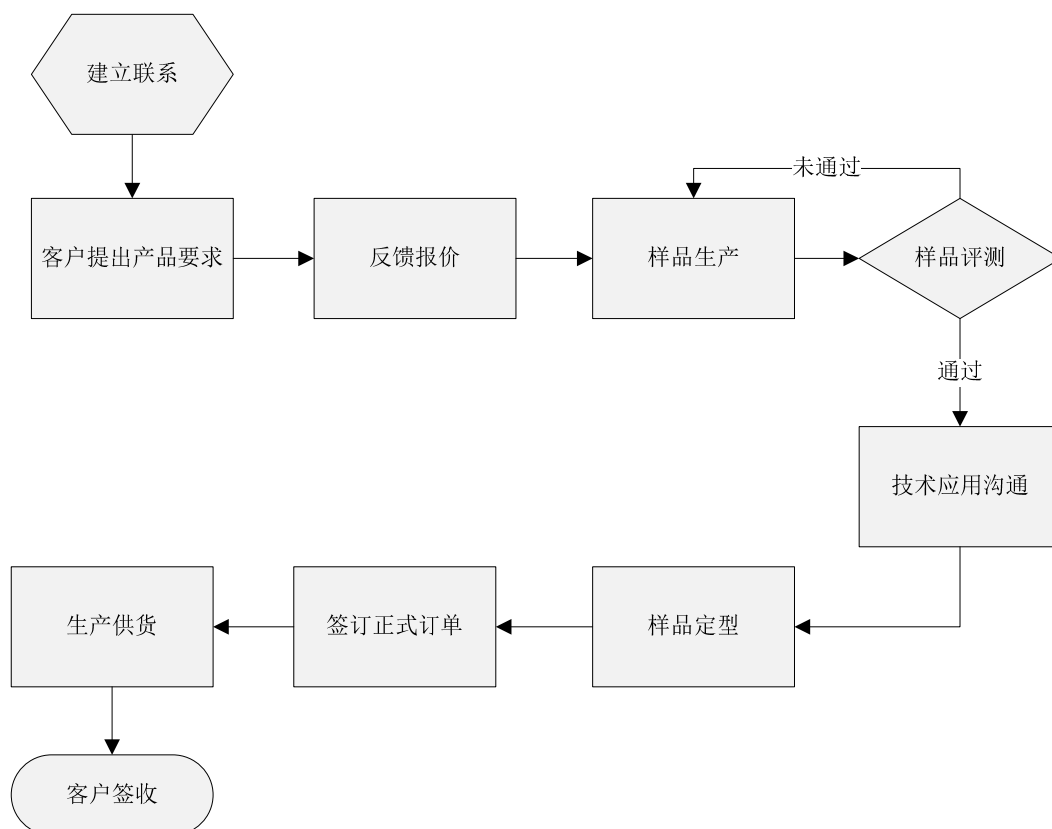 建立联系
未通过
客户提出产品要求
反馈报价
样品生产
样品评测
通过
技术应用沟通
生产供货
签订正式订单
样品定型
客户签收